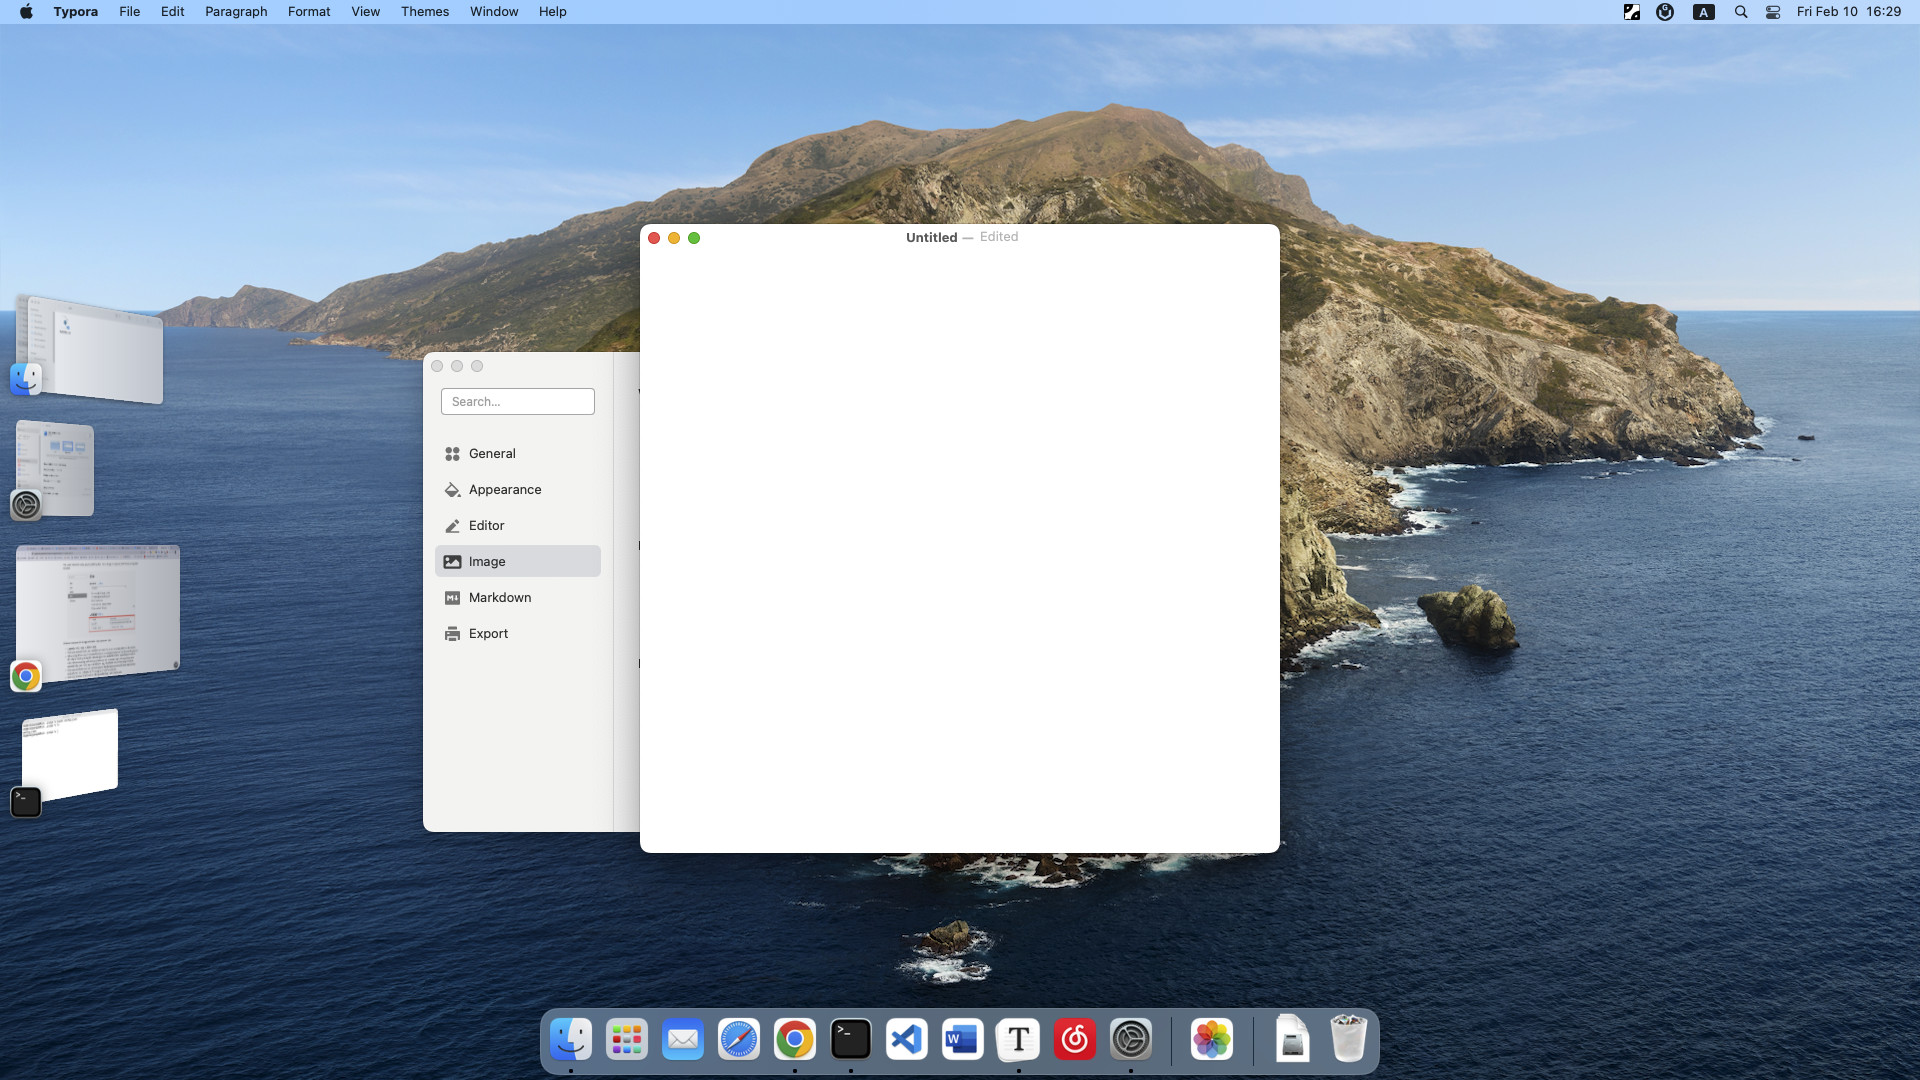 Typora File Edit Paragraph Format View Themes Window Help
A Fri Feb 10 16:29
Untitled — Edited
Search...
General
Appearance
Editor
Image
Markdown
Export